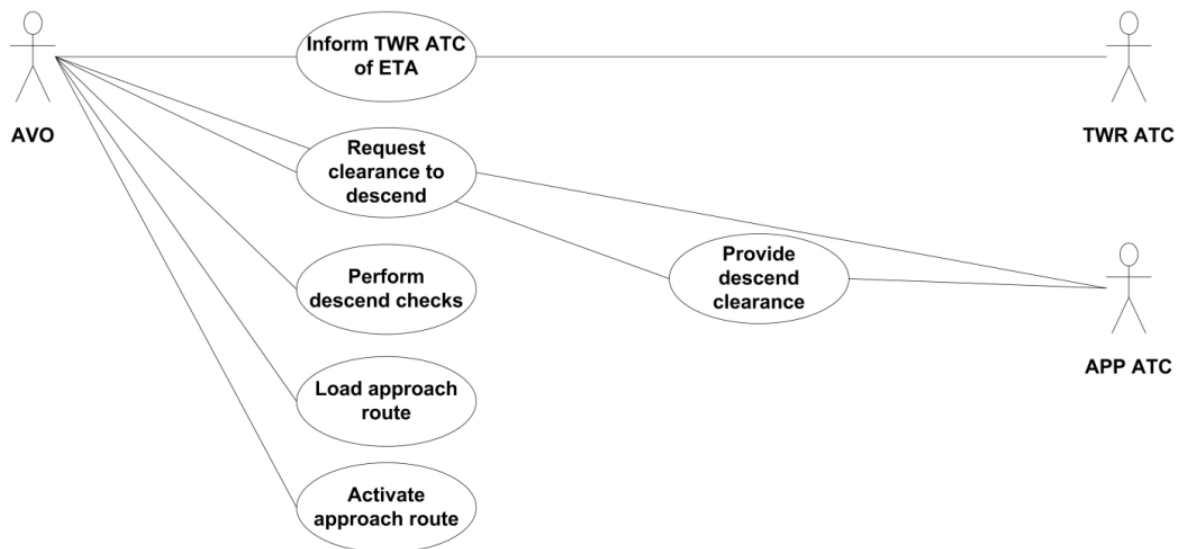 Inform TWR ATC
of ETA
AVO
TWR ATC
Request
clearance to
descend
Provide
descend
clearance
Perform
descend checks
APP ATC
Load approach
route
Activate
approach route